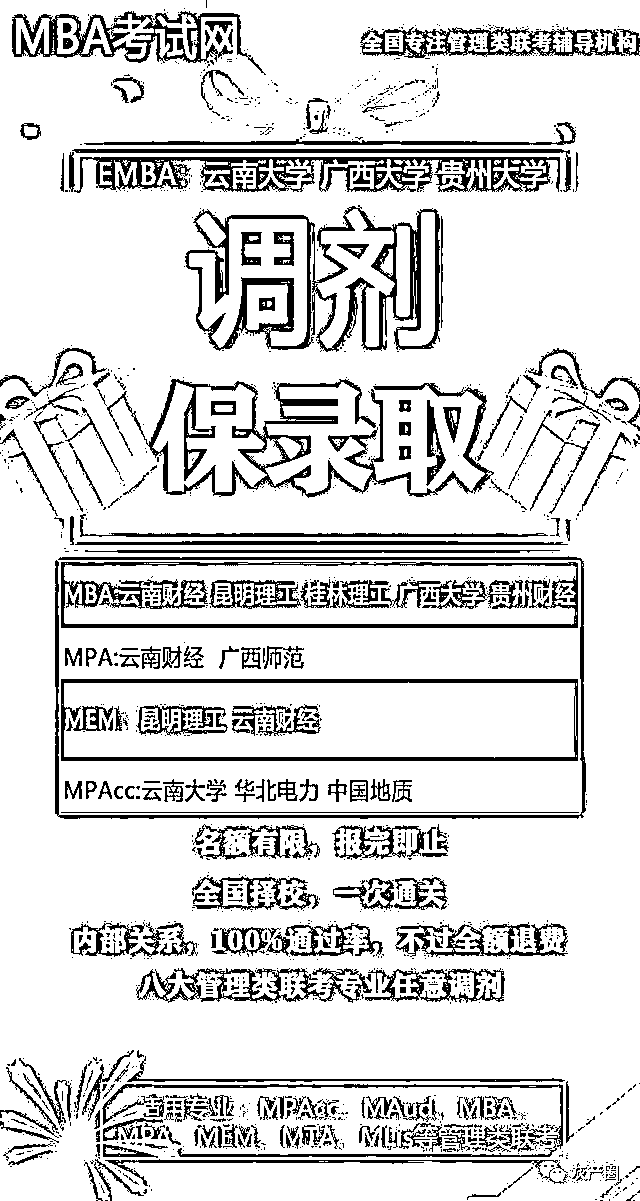 MBA考试网
全国专注管理类联考辅导机构
EMBA：云南大学 广西大学 贵州大学
调剂
保录取
MBA:云南财经 昆明理工 桂林理工 广西大学 贵州财经
MPA:云南财经 广西师范
MEM：昆明理工 云南财经
MPAcc:云南大学 华北电力 中国地质
名额有限，报完即止
全国择校，一次通关
内部关系，100%通过率，不过全额退费
八大管理类联考专业任意调剂
适用专业：MPAcc、MAud、MBA、
MPA、MEM、MTA、MLis等管理类联考
灰产圈